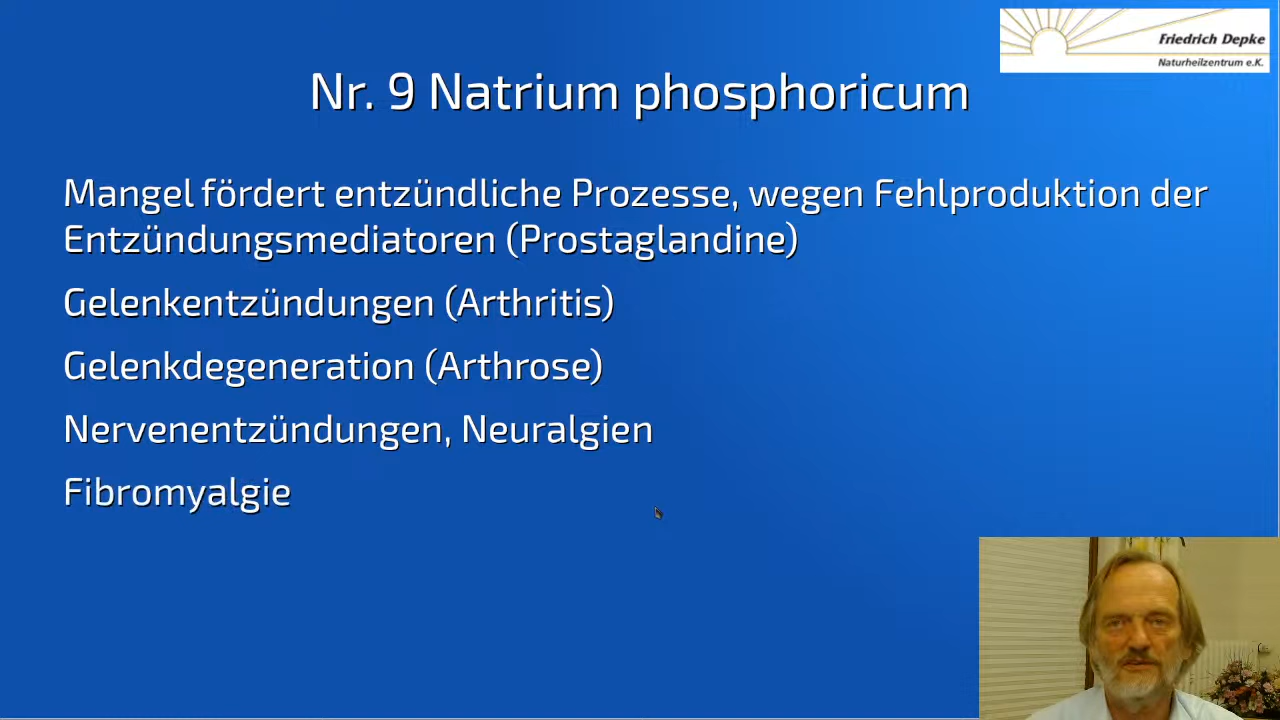 Friedrich Depke
Naturheilzentrum e.K.
Nr. 9 Natrium phosphoricum
Mangel fördert entzündliche Prozesse, wegen Fehlproduktion der
Entzündungsmediatoren (Prostaglandine)
Gelenkentzündungen (Arthritis)
Gelenkdegeneration (Arthrose)
Nervenentzündungen, Neuralgien
Fibromyalgie